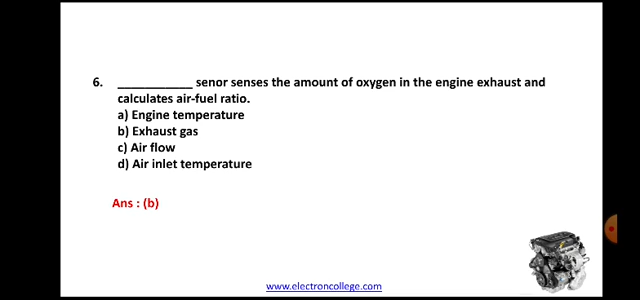 6. ___________ senor senses the amount of oxygen in the engine exhaust and
calculates air-fuel ratio.
a) Engine temperature
b) Exhaust gas
c) Air flow
d) Air inlet temperature
Ans : (b)
www.electroncollege.com